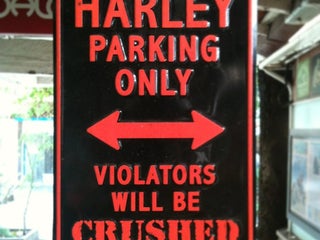 HARLEY
PARKING
ONLY
VIOLATORS
WILL BE
CRUSHED